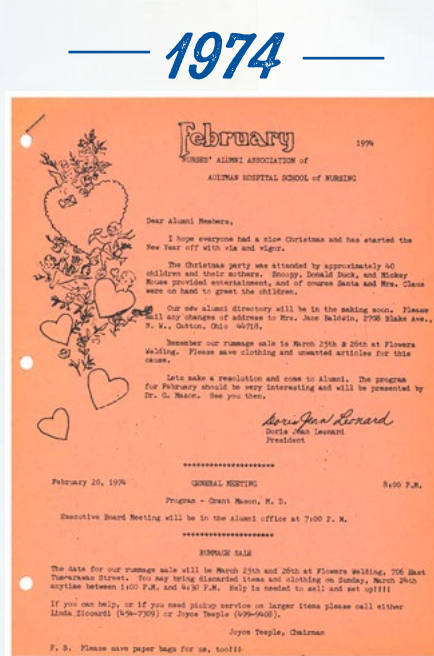 1974
February
1974
NURSES' ALUMNI ASSOCIATION of
AULTMAN HOSPITAL SCHOOL of NURSING
Dear Alumni Members,
I hope everyone had a nice Christmas and has started the
New Year off with vim and vigor.
The Christmas party was attended by approximately 40
children and their mothers. Snoopy, Donald Duck, and Mickey
Mouse provided entertainment, and of course Santa and Mrs. Claus
were on hand to greet the children.
Our new alumni directory will be in the making soon. Please
mail any changes of address to Mrs. Jane Baldwin, 2708 Blake Ave.,
N. W., Canton, Ohio 44718.
Remember our rummage sale is March 25th & 26th at Flowers
Welding. Please save clothing and unwanted articles for this
cause.
Lets make a resolution and come to Alumni. The program
for February should be very interesting and will be presented by
Dr. G. Mason. See you then.
Doris Jean Leonard
Doris Jean Leonard
President
**********************
February 20, 1974 GENERAL MEETING 8:00 P.M.
Program - Grant Mason, M. D.
Executive Board Meeting will be in the Alumni office at 7:00 P. M.
**********************
RUMMAGE SALE
The date for our rummage sale will be March 25th and 26th at Flowers Welding, 706 East
Tuscarawas Street. You may bring discarded items and clothing on Sunday, March 24th
anytime between 1:00 P.M. and 4:30 P.M. Help is needed to sell and set up!!!!
If you can help, or if you need pickup service on larger items please call either
Linda Ziccardi (454-7309) or Joyce Teeple (499-9408).
Joyce Teeple, Chairman
P. S. Please save paper bags for us, too!!!